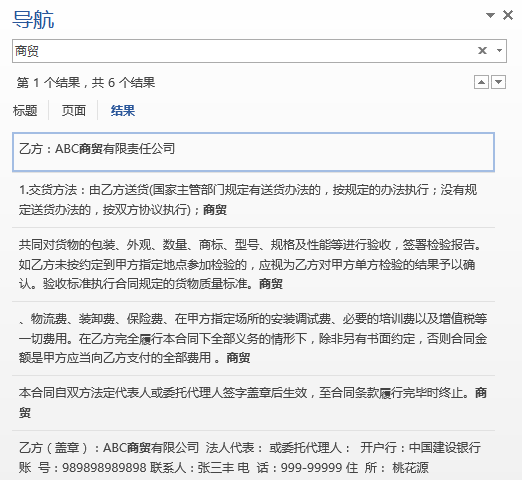 导航
商贸
第 1 个结果，共 6 个结果
标题 页面 结果
乙方：ABC商贸有限责任公司
1.交货方法：由乙方送货(国家主管部门规定有送货办法的，按规定的办法执行；没有规
定送货办法的，按双方协议执行)；商贸
共同对货物的包装、外观、数量、商标、型号、规格及性能等进行验收，签署检验报告。
如乙方未按约定到甲方指定地点参加检验的，应视为乙方对甲方单方检验的结果予以确
认。验收标准执行合同规定的货物质量标准。商贸
、物流费、装卸费、保险费、在甲方指定场所的安装调试费、必要的培训费以及增值税等
一切费用。在乙方完全履行本合同下全部义务的情形下，除非另有书面约定，否则合同金
额是甲方应当向乙方支付的全部费用 。商贸
本合同自双方法定代表人或委托代理人签字盖章后生效，至合同条款履行完毕时终止。商
贸
乙方（盖章）：ABC商贸有限公司 法人代表： 或委托代理人： 开户行：中国建设银行
账 号：989898989898 联系人：张三丰 电 话：999-99999 住 所： 桃花源